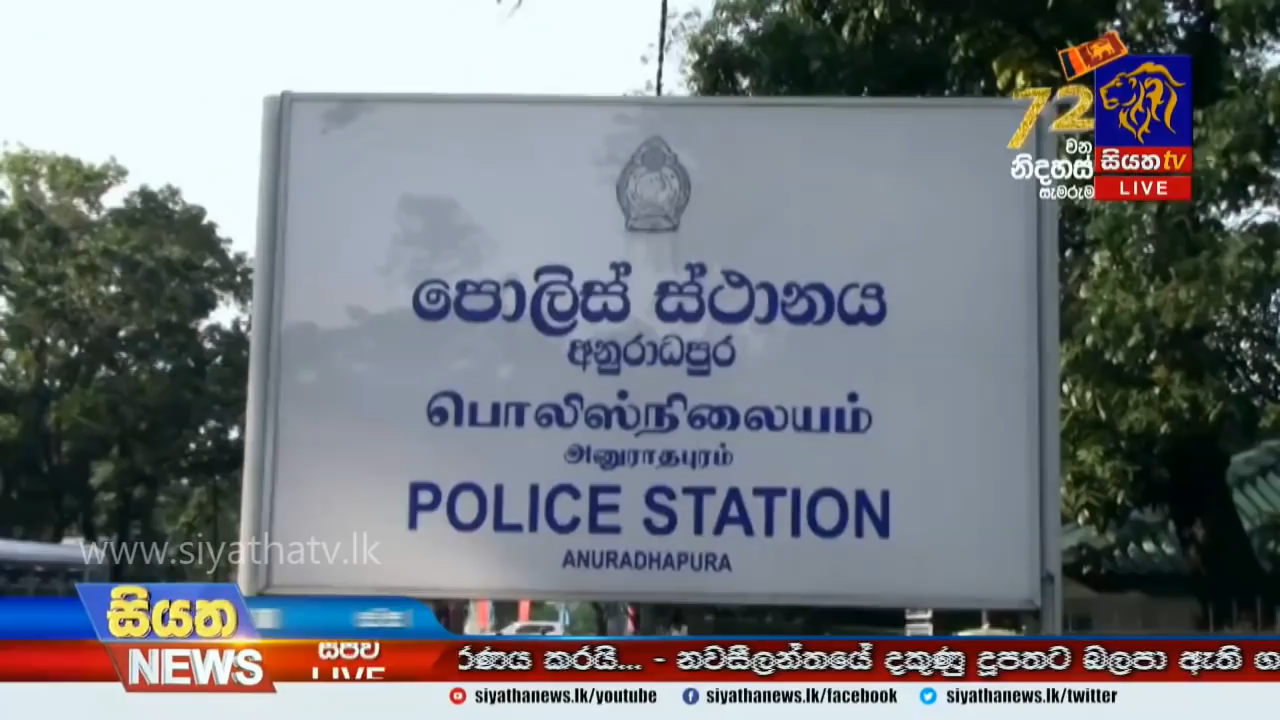 72
වන
නිදහස්
සැමරුම
සියත tv
LIVE
පොලිස් ස්ථානය
අනුරාධපුර
பொலிஸ்நிலையம்
அனுராதபுரம்
POLICE STATION
ANURADHAPURA
www.siyathatv.lk
සියත
NEWS
සජීව
LIVE
රණය කරයි... - නවසීලන්තයේ දකුණු දූපතට බලපා ඇති
siyathanews.lk/youtube
siyathanews.lk/facebook
siyathanews.lk/twitter